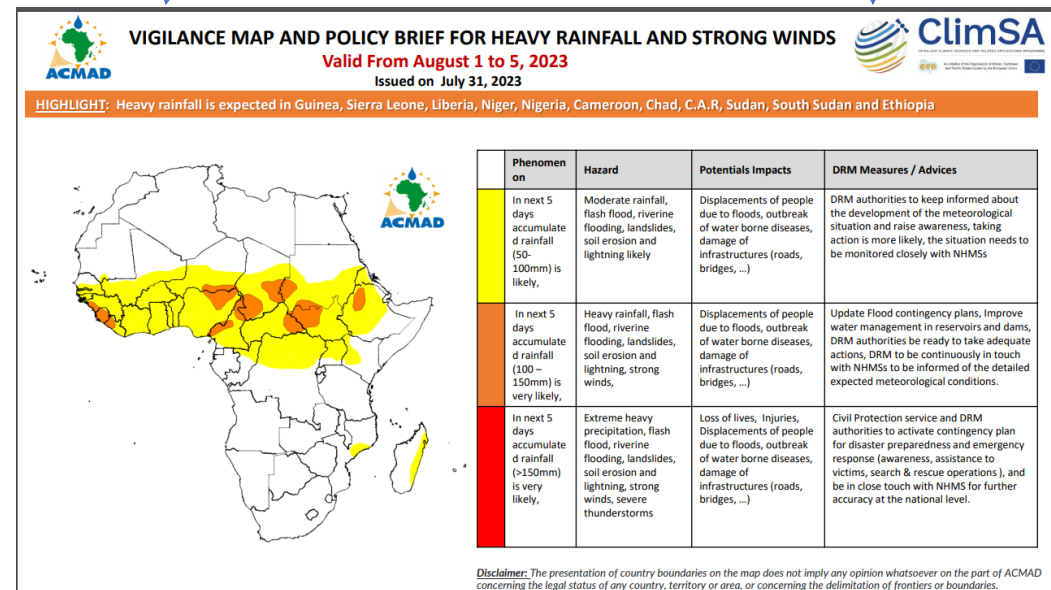 VIGILANCE MAP AND POLICY BRIEF FOR HEAVY RAINFALL AND STRONG WINDS
Valid From August 1 to 5, 2023
Issued on July 31, 2023
ACMAD
ClimSA
HIGHLIGHT: Heavy rainfall is expected in Guinea, Sierra Leone, Liberia, Niger, Nigeria, Cameroon, Chad, C.A.R, Sudan, South Sudan and Ethiopia
ACMAD
Phenomen
on
Hazard
Potentials Impacts
DRM Measures / Advices
In next 5
days
accumulate
d rainfall
(50-
100mm) is
likely,
Moderate rainfall,
flash flood, riverine
flooding, landslides,
soil erosion and
lightning likely
Displacements of people
due to floods, outbreak
of water borne diseases,
damage of
infrastructures (roads,
bridges, ...)
DRM authorities to keep informed about
the development of the meteorological
situation and raise awareness, taking
action is more likely, the situation needs to
be monitored closely with NHMSs
In next 5
days
accumulate
d rainfall
(100 –
150mm) is
very likely,
Heavy rainfall, flash
flood, riverine
flooding, landslides,
soil erosion and
lightning, strong
winds,
Displacements of people
due to floods, outbreak
of water borne diseases,
damage of
infrastructures (roads,
bridges, ...)
Update Flood contingency plans, Improve
water management in reservoirs and dams,
DRM authorities be ready to take adequate
actions, DRM to be continuously in touch
with NHMSs to be informed of the detailed
expected meteorological conditions.
In next 5
days
accumulate
d rainfall
(>150mm)
is very
likely,
Extreme heavy
precipitation, flash
flood, riverine
flooding, landslides,
soil erosion and
lightning, strong
winds, severe
thunderstorms
Loss of lives, Injuries,
Displacements of people
due to floods, outbreak
of water borne diseases,
damage of
infrastructures (roads,
bridges, ...)
Civil Protection service and DRM
authorities to activate contingency plan
for disaster preparedness and emergency
response (awareness, assistance to
victims, search & rescue operations ), and
be in close touch with NHMS for further
accuracy at the national level.
Disclaimer: The presentation of country boundaries on the map does not imply any opinion whatsoever on the part of ACMAD
concerning the legal status of any country, territory or area, or concerning the delimitation of frontiers or boundaries.